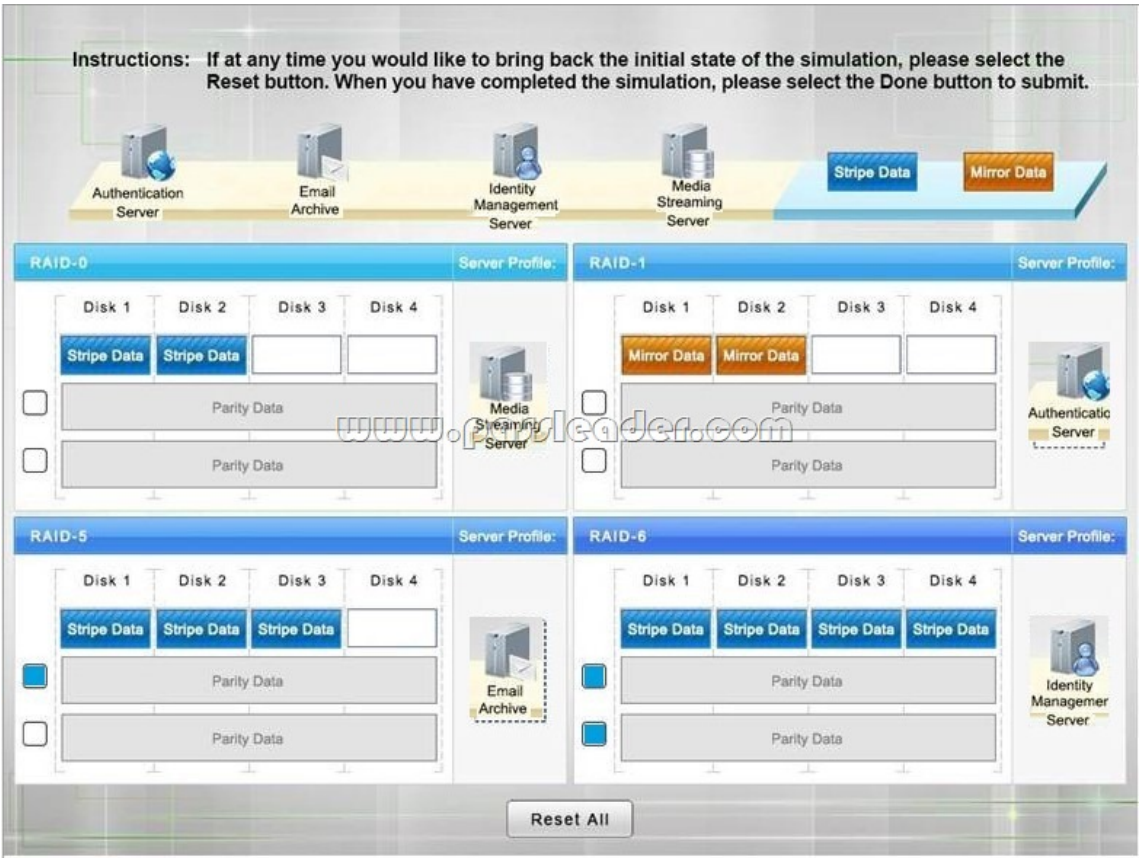 Instructions: If at any time you would like to bring back the initial state of the simulation, please select the
Reset button. When you have completed the simulation, please select the Done button to submit.
Authentication
Server
Email
Archive
Identity
Management
Server
Media
Streaming
Server
Stripe Data
Mirror Data
RAID-0
Server Profile:
Disk 1 Disk 2 Disk 3 Disk 4
Stripe Data Stripe Data
Parity Data
Parity Data
Media
Streaming
Server
RAID-1
Server Profile:
Disk 1 Disk 2 Disk 3 Disk 4
Mirror Data Mirror Data
Parity Data
Parity Data
Authenticatic
Server
www.passleader.com
RAID-5
Server Profile:
Disk 1 Disk 2 Disk 3 Disk 4
Stripe Data Stripe Data Stripe Data
Parity Data
Parity Data
Email
Archive
RAID-6
Server Profile:
Disk 1 Disk 2 Disk 3 Disk 4
Stripe Data Stripe Data Stripe Data Stripe Data
Parity Data
Parity Data
Identity
Managemer
Server
Reset All